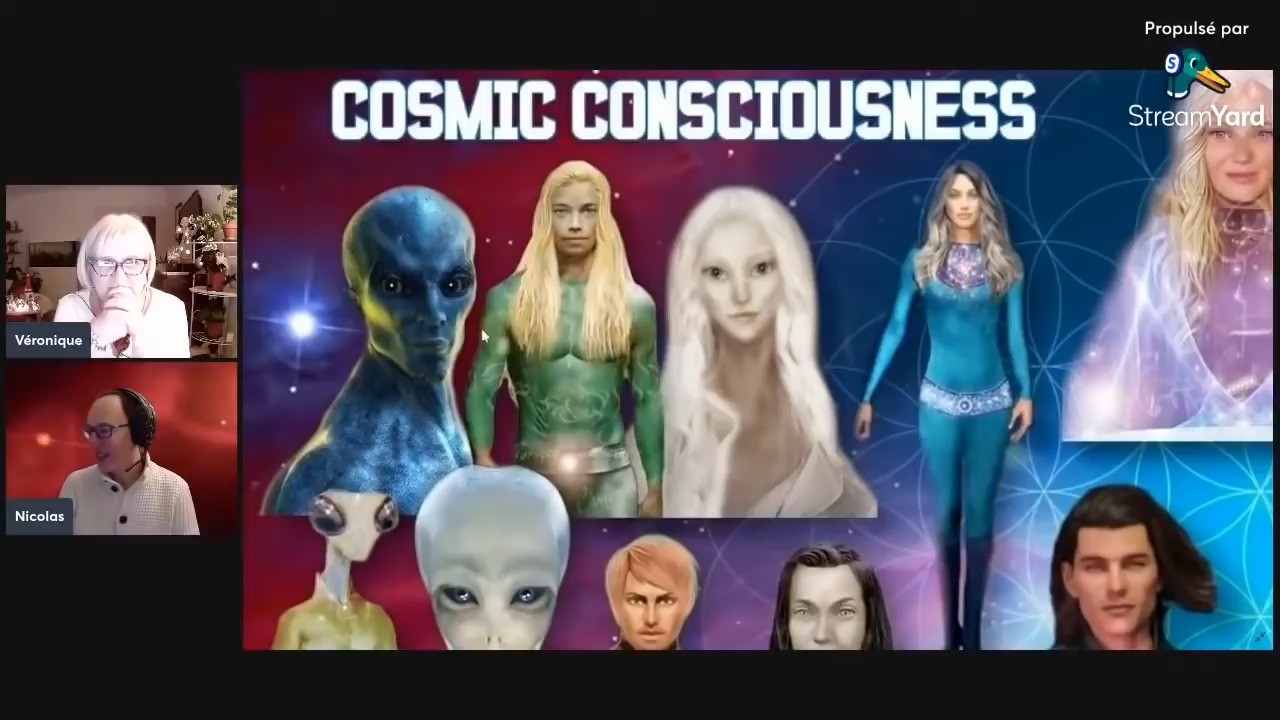 Propulsé par
StreamYard
COSMIC CONSCIOUSNESS
Véronique
Nicolas